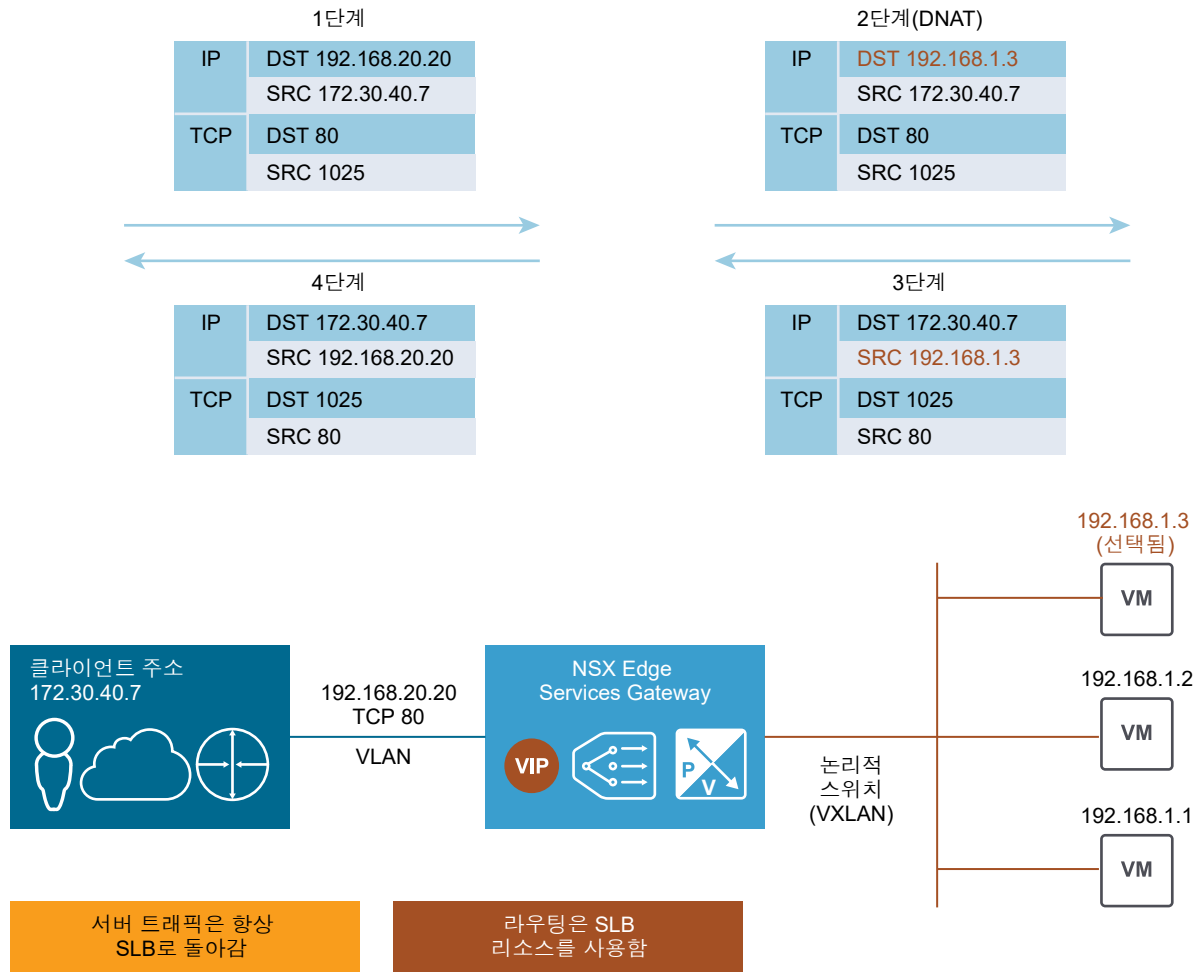 1단계
IP
DST 192.168.20.20
SRC 172.30.40.7
TCP
DST 80
SRC 1025
2단계(DNAT)
IP
DST 192.168.1.3
SRC 172.30.40.7
TCP
DST 80
SRC 1025
4단계
IP
DST 172.30.40.7
SRC 192.168.20.20
TCP
DST 1025
SRC 80
3단계
IP
DST 172.30.40.7
SRC 192.168.1.3
TCP
DST 1025
SRC 80
클라이언트 주소
172.30.40.7
192.168.20.20
TCP 80
VLAN
NSX Edge
Services Gateway
VIP
P
V
논리적
스위치
(VXLAN)
192.168.1.3
(선택됨)
VM
192.168.1.2
VM
192.168.1.1
VM
서버 트래픽은 항상
SLB로 돌아감
라우팅은 SLB
리소스를 사용함